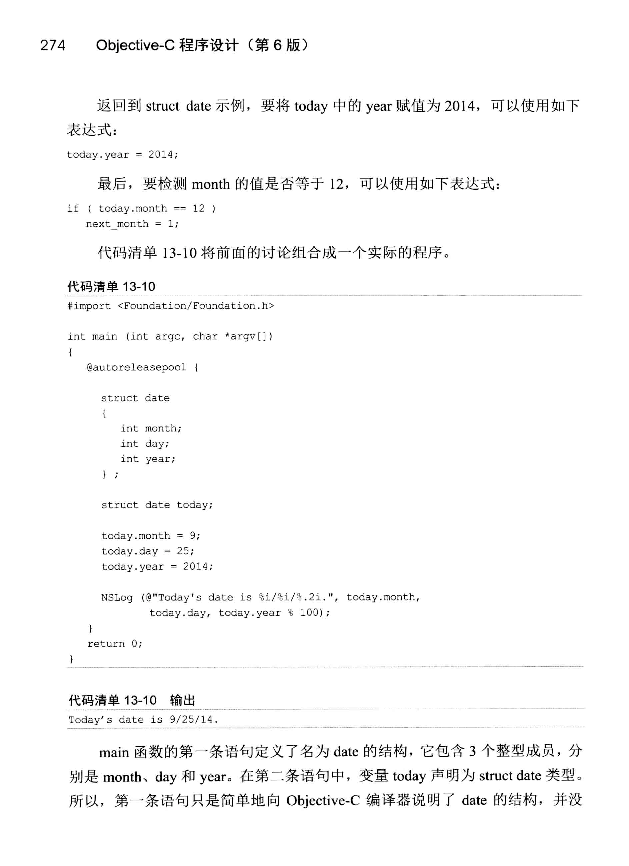 274 Objective-C 程序设计（第 6 版）
返回到 struct date 示例，要将 today 中的 year 赋值为 2014，可以使用如下
表达式：
today.year = 2014;
最后，要检测 month 的值是否等于 12，可以使用如下表达式：
if ( today.month == 12 )
next_month = 1;
代码清单 13-10 将前面的讨论组合成一个实际的程序。
代码清单 13-10
#import <Foundation/Foundation.h>
int main (int argc, char *argv[])
{
@autoreleasepool {
struct date
{
int month;
int day;
int year;
} ;
struct date today;
today.month = 9;
today.day = 25;
today.year = 2014;
NSLog (@"Today's date is %i/%i/%.2i.", today.month,
today.day, today.year % 100);
}
return 0;
}
代码清单 13-10 输出
Today's date is 9/25/14.
main 函数的第一条语句定义了名为 date 的结构，它包含 3 个整型成员，分
别是 month、day 和 year。在第二条语句中，变量 today 声明为 struct date 类型。
所以，第一条语句只是简单地向 Objective-C 编译器说明了 date 的结构，并没